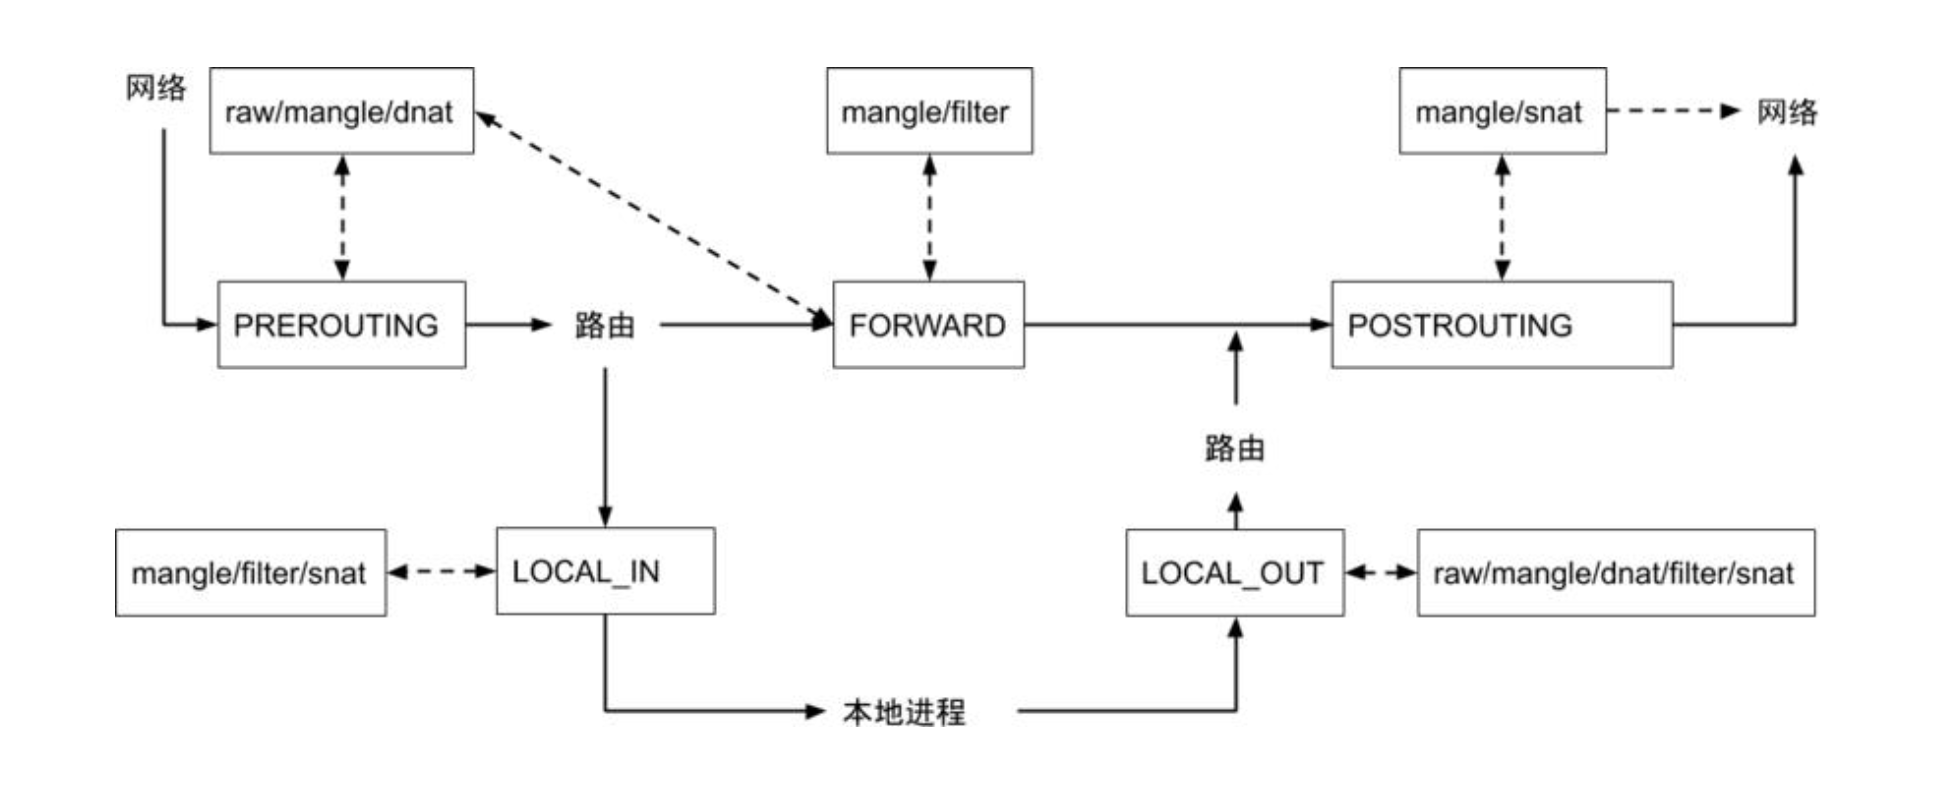 网络
raw/mangle/dnat
mangle/filter
mangle/snat
网络
PREROUTING
路由
FORWARD
POSTROUTING
路由
mangle/filter/snat
LOCAL_IN
LOCAL_OUT
raw/mangle/dnat/filter/snat
本地进程